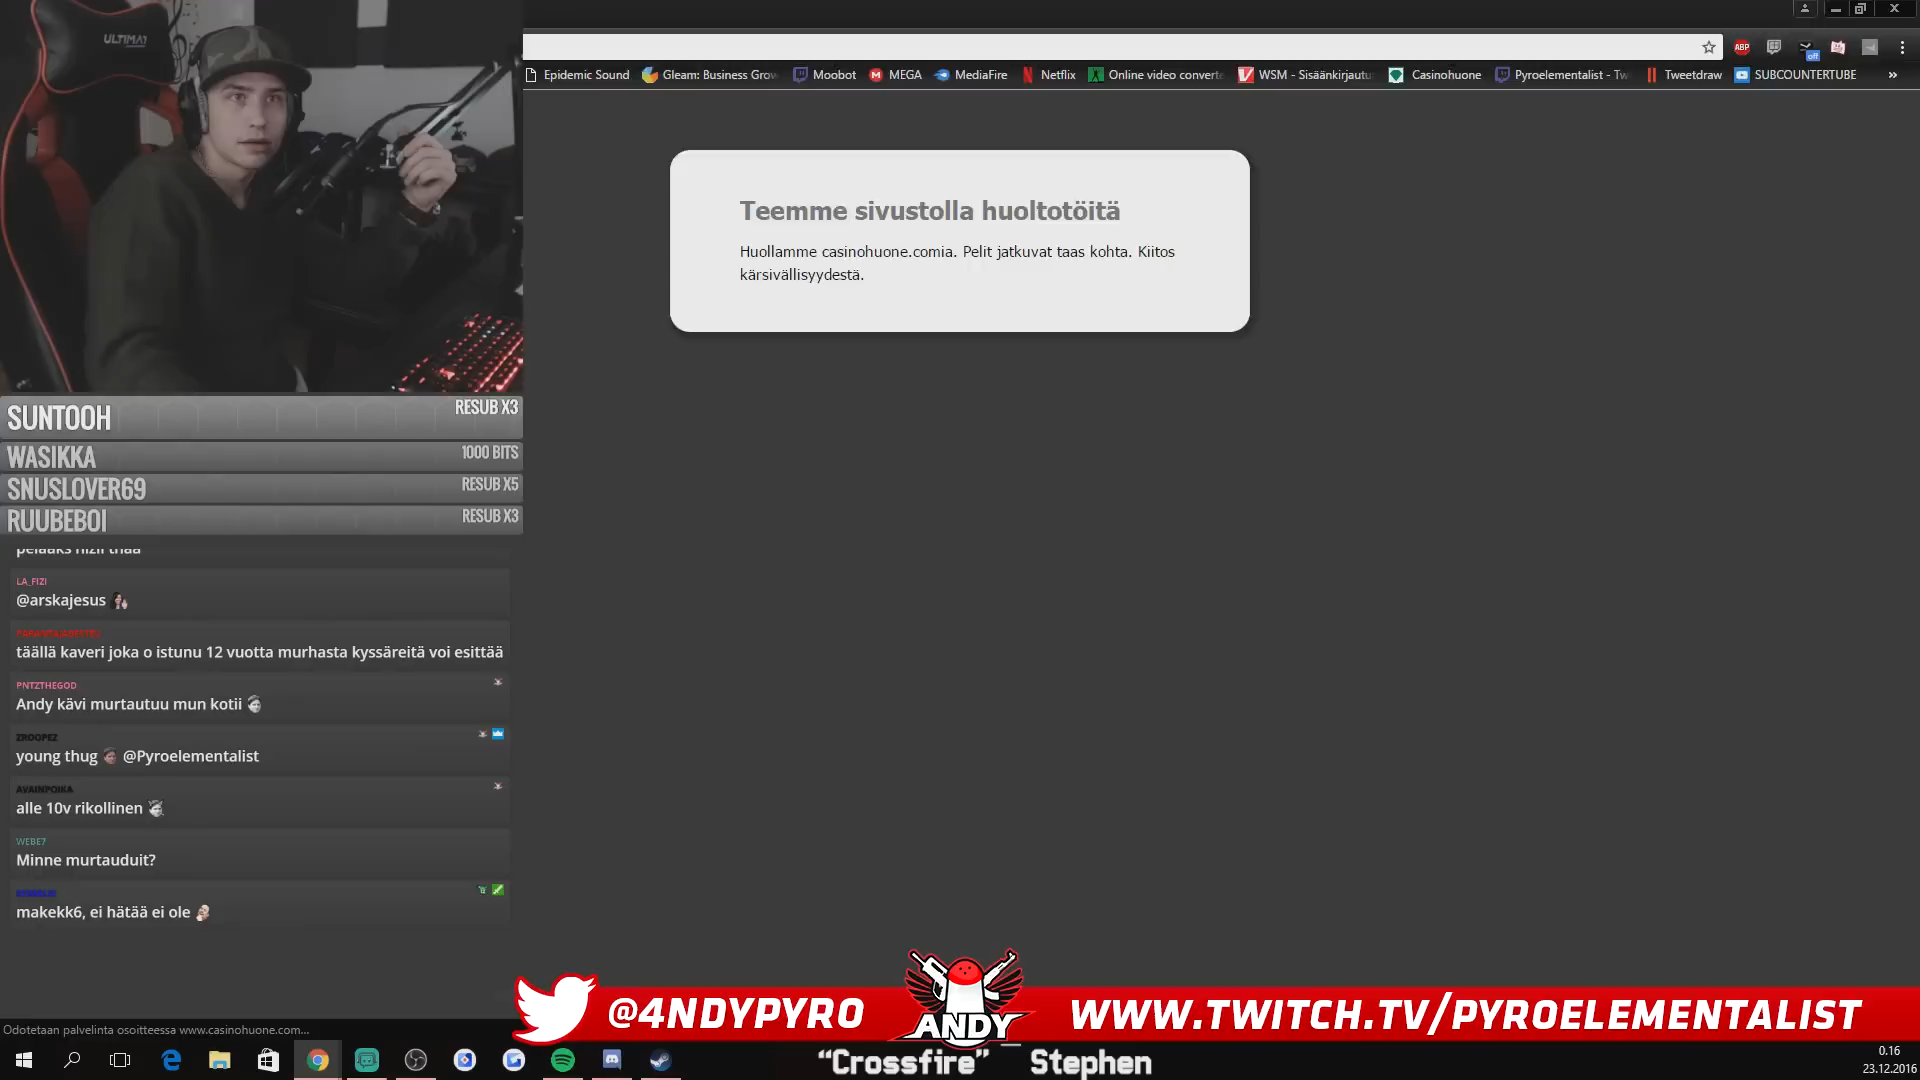 ULTIMAT
Epidemic Sound
Gleam: Business Grow
Moobot
MEGA
MediaFire
Netflix
Online video converte
WSM - Sisäänkirjautu
Casinohuone
Pyroelementalist - Tw
Tweetdraw
SUBCOUNTERTUBE
»
ABP
off
Teemme sivustolla huoltotöitä
Huollamme casinohuone.comia. Pelit jatkuvat taas kohta. Kiitos
kärsivällisyydestä.
SUNTOOH RESUB X3
WASIKKA 1000 BITS
SNUSLOVER69 RESUB X5
RUUBEBOI RESUB X3
LA_FIZI
@arskajesus
täällä kaveri joka o istunu 12 vuotta murhasta kyssäreitä voi esittää
PNTZTHEGOD
Andy kävi murtautuu mun kotii
ZROOPEZ
young thug @Pyroelementalist
AVAINPOIKA
alle 10v rikollinen
WEBE7
Minne murtauduit?
makekk6, ei hätää ei ole
Odotetaan palvelinta osoitteessa www.casinohuone.com...
@4NDYPYRO
ANDY
WWW.TWITCH.TV/PYROELEMENTALIST
“Crossfire” _ Stephen
0.16
23.12.2016